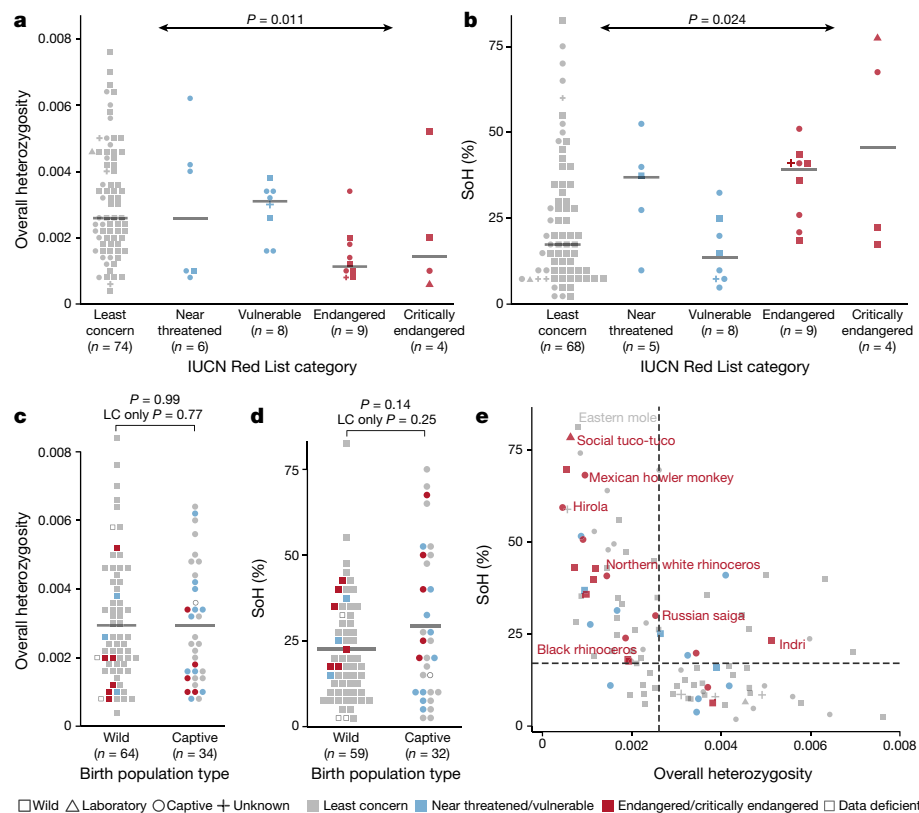 a
P = 0.011
0.008
0.006
0.004
0.002
0
Overall heterozygosity
Least concern (n = 74)
Near threatened (n = 6)
Vulnerable (n = 8)
Endangered (n = 9)
Critically endangered (n = 4)
IUCN Red List category
b
P = 0.024
75
50
25
0
SoH (%)
Least concern (n = 68)
Near threatened (n = 5)
Vulnerable (n = 8)
Endangered (n = 9)
Critically endangered (n = 4)
IUCN Red List category
c
P = 0.99
LC only P = 0.77
0.008
0.006
0.004
0.002
0
Overall heterozygosity
Wild (n = 64)
Captive (n = 34)
Birth population type
d
P = 0.14
LC only P = 0.25
75
50
25
0
SoH (%)
Wild (n = 59)
Captive (n = 32)
Birth population type
e
75
50
25
0
SoH (%)
Eastern mole
Social tuco-tuco
Mexican howler monkey
Hirola
Northern white rhinoceros
Russian saiga
Black rhinoceros
Indri
0
0.002
0.004
0.006
0.008
Overall heterozygosity
Wild Laboratory Captive Unknown Least concern Near threatened/vulnerable Endangered/critically endangered Data deficient